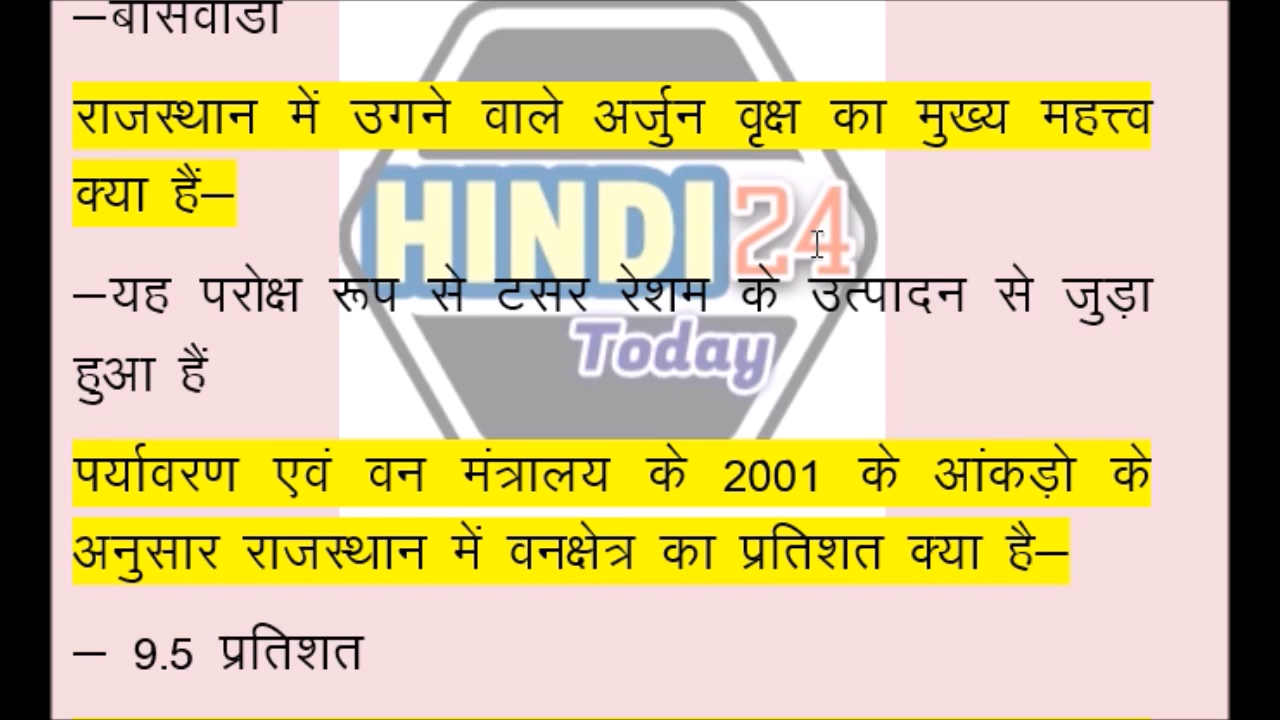 –बांसवाडा
राजस्थान में उगने वाले अर्जुन वृक्ष का मुख्य महत्त्व
क्या हैं–
HINDI 24
–यह परोक्ष रूप से टसर रेशम के उत्पादन से जुड़ा
Today
हुआ हैं
पर्यावरण एवं वन मंत्रालय के 2001 के आंकड़ो के
अनुसार राजस्थान में वनक्षेत्र का प्रतिशत क्या है–
– 9.5 प्रतिशत